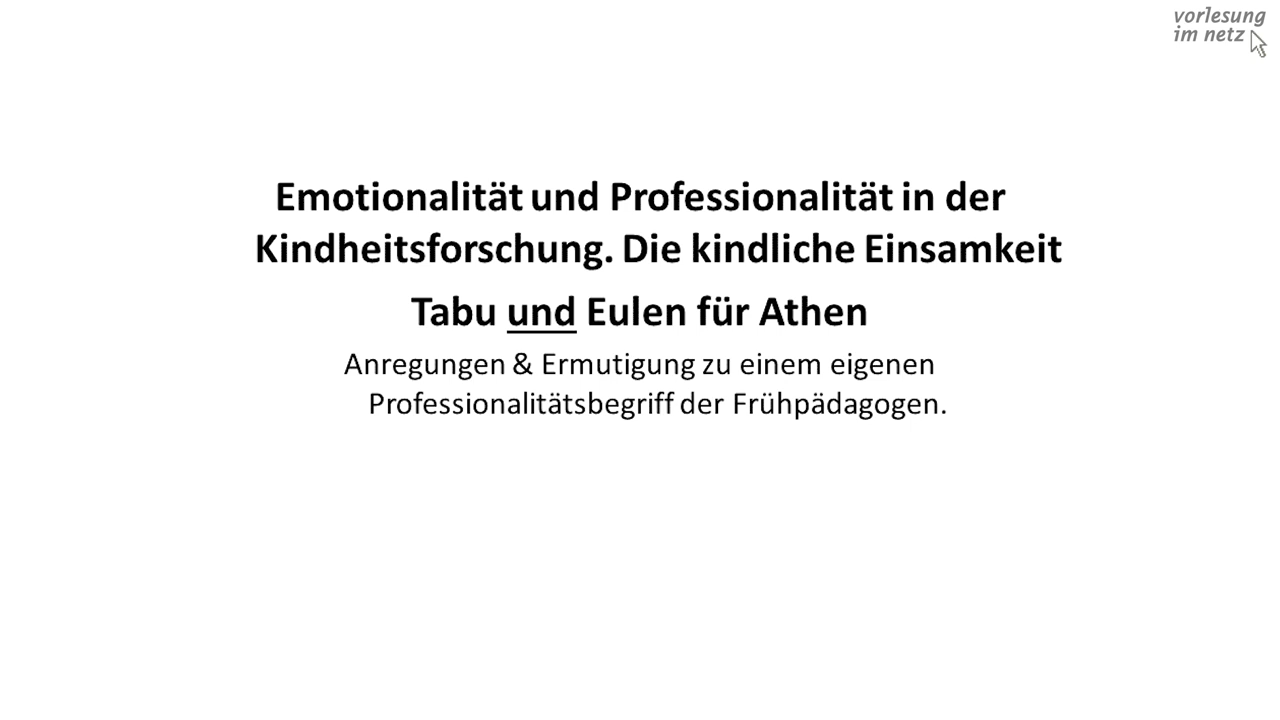 vorlesung
im netz
Emotionalität und Professionalität in der
Kindheitsforschung. Die kindliche Einsamkeit
Tabu und Eulen für Athen
Anregungen & Ermutigung zu einem eigenen
Professionalitätsbegriff der Frühpädagogen.